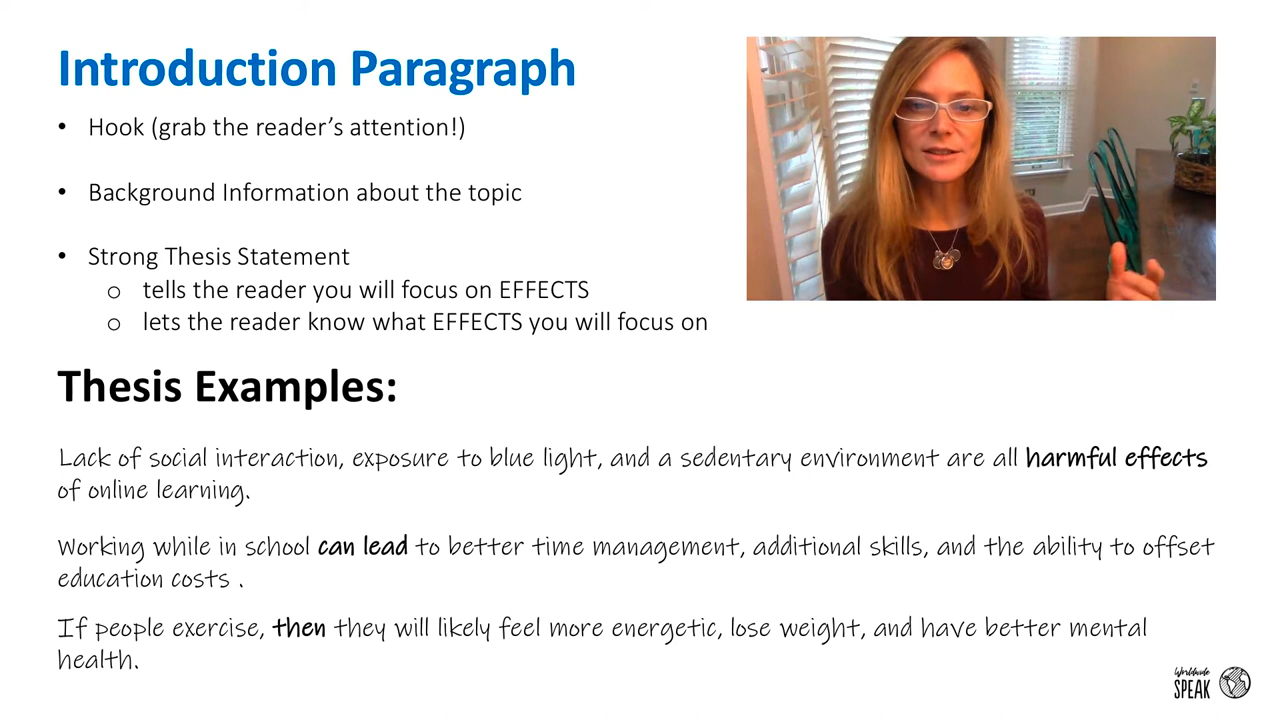 Introduction Paragraph
• Hook (grab the reader’s attention!)
• Background Information about the topic
• Strong Thesis Statement
o tells the reader you will focus on EFFECTS
o lets the reader know what EFFECTS you will focus on
Thesis Examples:
Lack of social interaction, exposure to blue light, and a sedentary environment are all harmful effects
of online learning.
Working while in school can lead to better time management, additional skills, and the ability to offset
education costs .
If people exercise, then they will likely feel more energetic, lose weight, and have better mental
health.
Worldwide
SPEAK